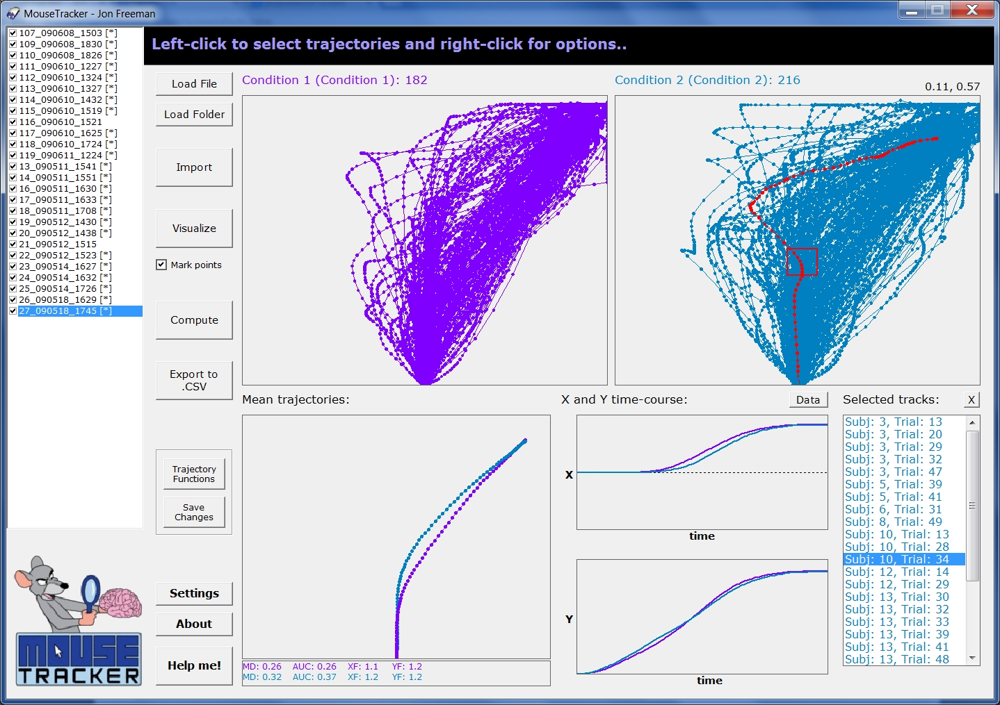 MouseTracker - Jon Freeman
107_090608_1503 [*]
109_090608_1830 [*]
110_090608_1826 [*]
111_090610_1227 [*]
112_090610_1324 [*]
113_090610_1327 [*]
114_090610_1432 [*]
115_090610_1519 [*]
116_090610_1521
117_090610_1625 [*]
118_090610_1724 [*]
119_090611_1224 [*]
13_090511_1541 [*]
14_090511_1551 [*]
16_090511_1630 [*]
17_090511_1633 [*]
18_090511_1708 [*]
19_090512_1430 [*]
20_090512_1438 [*]
21_090512_1515
22_090512_1523 [*]
23_090514_1627 [*]
24_090514_1632 [*]
25_090514_1726 [*]
26_090518_1629 [*]
27_090518_1745 [*]
MOUSE
TRACKER
Left-click to select trajectories and right-click for options..
Load File
Load Folder
Import
Visualize
Mark points
Compute
Export to
.CSV
Trajectory
Functions
Save
Changes
Settings
About
Help me!
Condition 1 (Condition 1): 182
Condition 2 (Condition 2): 216
0.11, 0.57
Mean trajectories:
MD: 0.26 AUC: 0.26 XF: 1.1 YF: 1.2
MD: 0.32 AUC: 0.37 XF: 1.2 YF: 1.2
X and Y time-course:
Data
X
time
Y
time
Selected tracks:
X
Subj: 3, Trial: 13
Subj: 3, Trial: 20
Subj: 3, Trial: 29
Subj: 3, Trial: 32
Subj: 3, Trial: 47
Subj: 5, Trial: 39
Subj: 5, Trial: 41
Subj: 6, Trial: 31
Subj: 8, Trial: 49
Subj: 10, Trial: 13
Subj: 10, Trial: 28
Subj: 10, Trial: 34
Subj: 12, Trial: 14
Subj: 12, Trial: 29
Subj: 13, Trial: 30
Subj: 13, Trial: 32
Subj: 13, Trial: 33
Subj: 13, Trial: 39
Subj: 13, Trial: 41
Subj: 13, Trial: 48